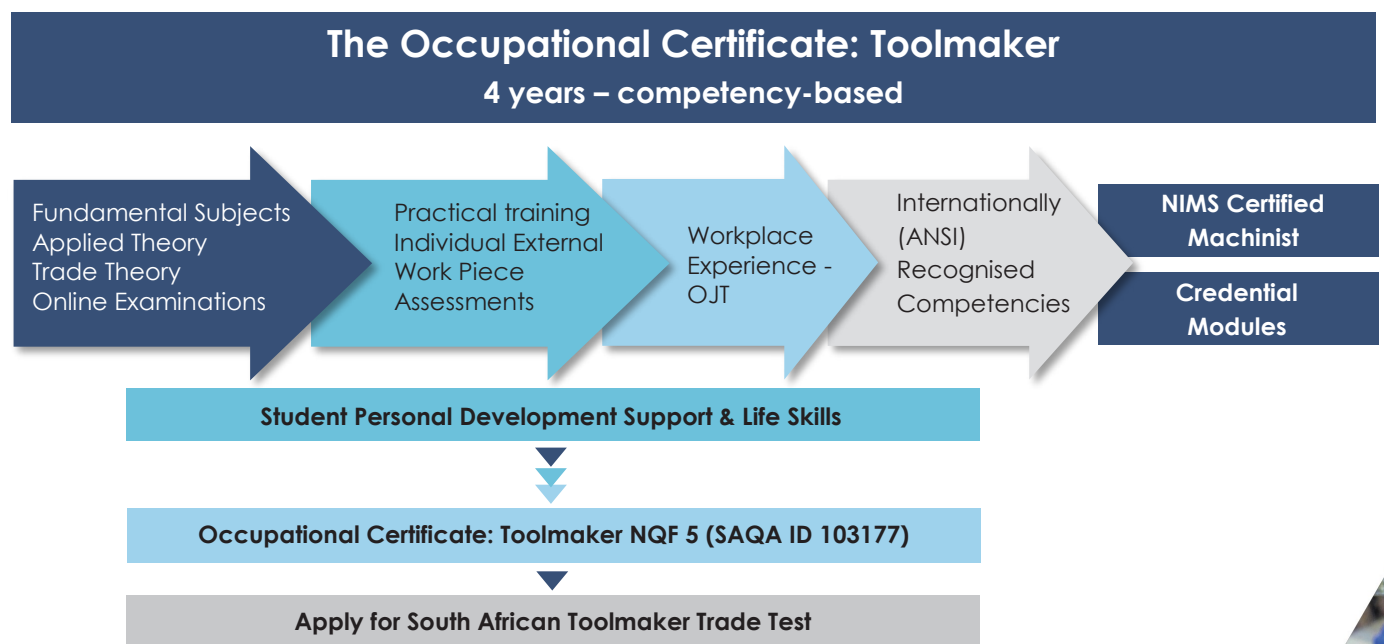 The Occupational Certificate: Toolmaker
4 years – competency-based
Fundamental Subjects
Applied Theory
Trade Theory
Online Examinations
Practical training
Individual External
Work Piece
Assessments
Workplace
Experience -
OJT
Internationally
(ANSI)
Recognised
Competencies
NIMS Certified
Machinist
Credential
Modules
Student Personal Development Support & Life Skills
Occupational Certificate: Toolmaker NQF 5 (SAQA ID 103177)
Apply for South African Toolmaker Trade Test